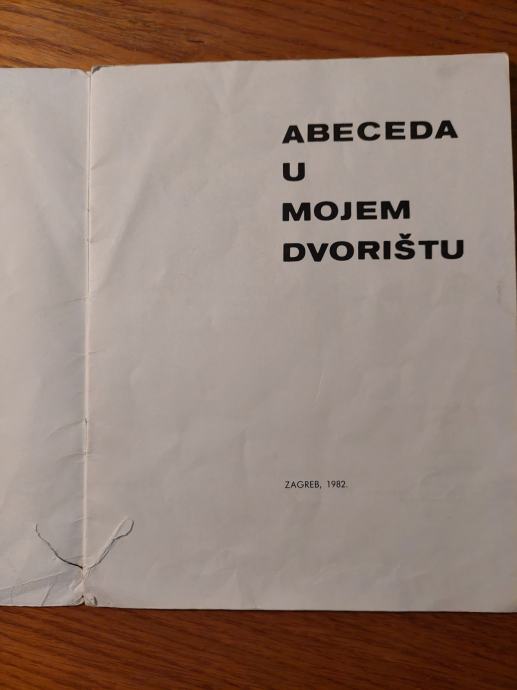 ABECEDA
U
MOJEM
DVORIŠTU
ZAGREB, 1982.